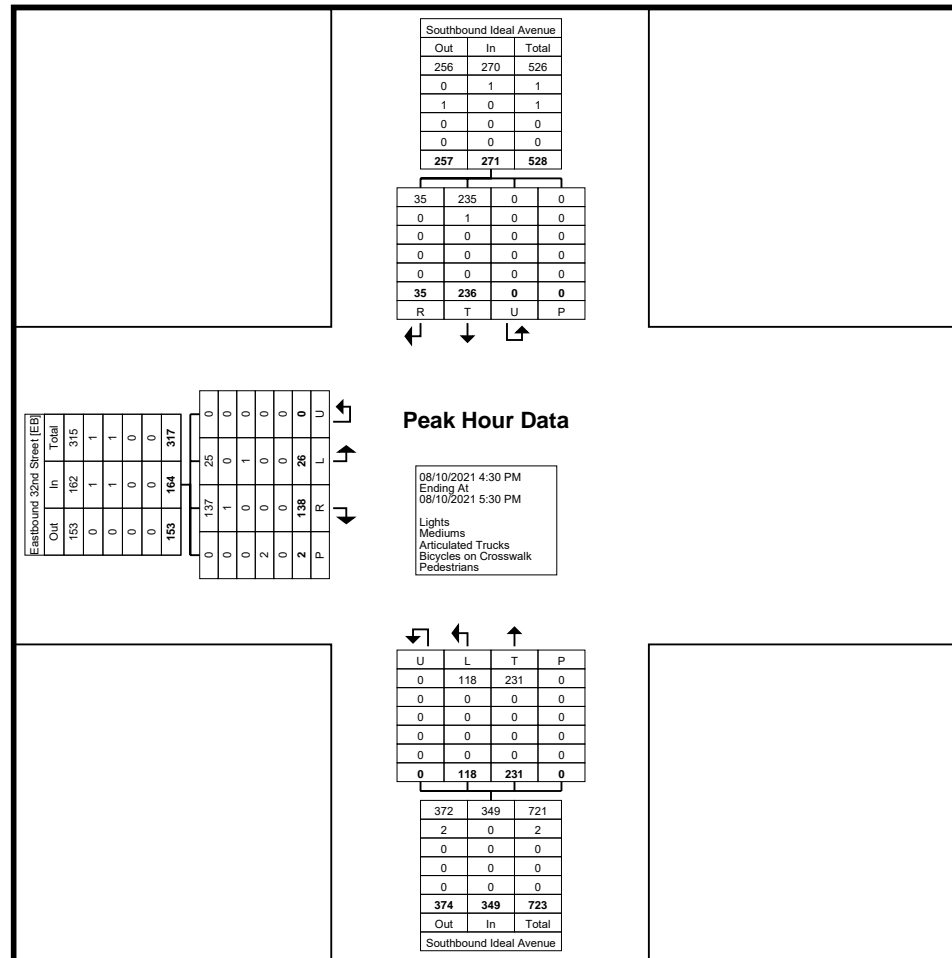 Southbound Ideal Avenue
Out In Total
256 270 526
0 1 1
1 0 1
0 0 0
0 0 0
257 271 528
35 235 0 0
0 1 0 0
0 0 0 0
0 0 0 0
0 0 0 0
35 236 0 0
R T U P
Eastbound 32nd Street [EB]
Out In Total
153 162 315
0 1 1
0 1 1
0 0 0
0 0 0
153 164 317
0 137 25 0
0 1 0 0
0 0 1 0
2 0 0 0
0 0 0 0
2 138 26 0
P R L U
Peak Hour Data
08/10/2021 4:30 PM
Ending At
08/10/2021 5:30 PM
Lights
Mediums
Articulated Trucks
Bicycles on Crosswalk
Pedestrians
U L T P
0 118 231 0
0 0 0 0
0 0 0 0
0 0 0 0
0 0 0 0
0 118 231 0
372 349 721
2 0 2
0 0 0
0 0 0
0 0 0
374 349 723
Out In Total
Southbound Ideal Avenue